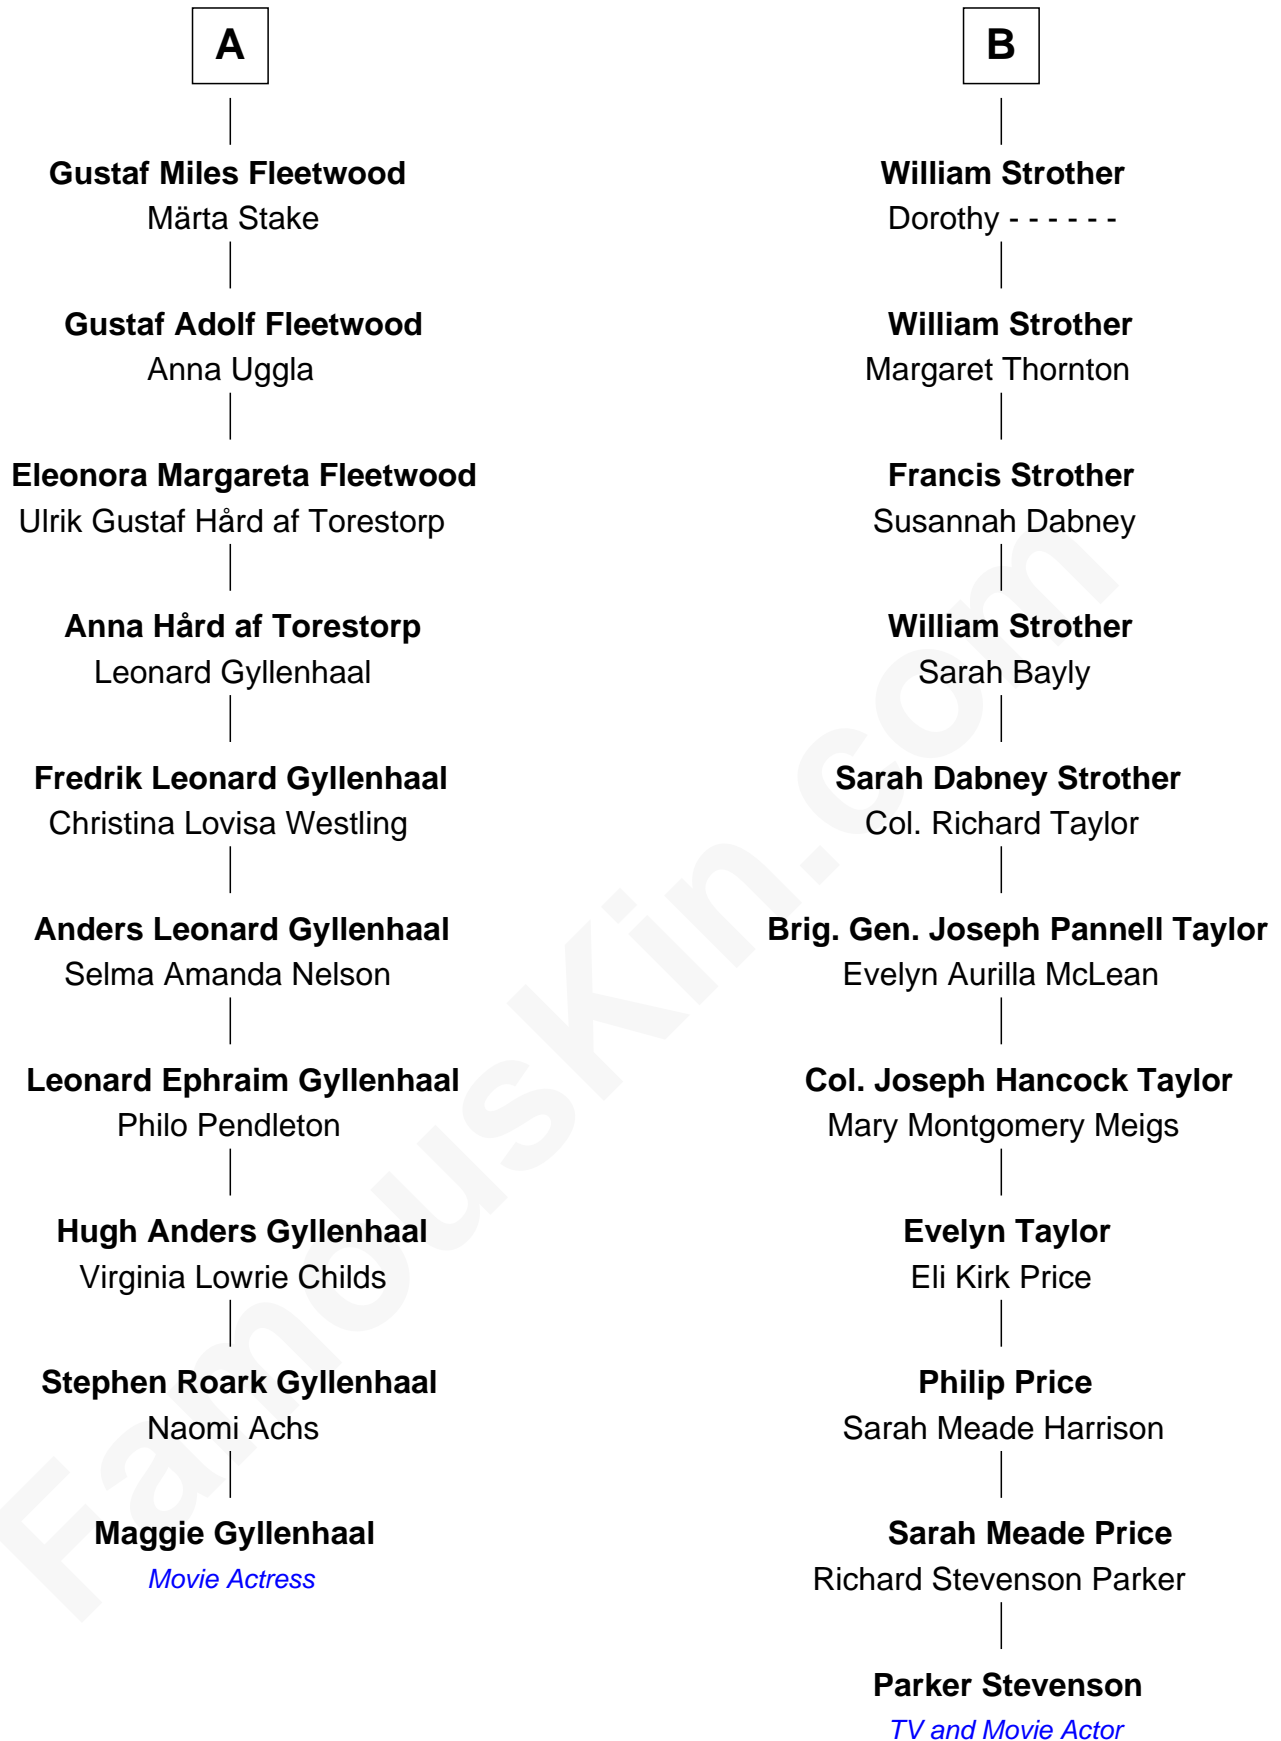 A
Gustaf Miles Fleetwood
Märta Stake
Gustaf Adolf Fleetwood
Anna Uggla
Eleonora Margareta Fleetwood
Ulrik Gustaf Hård af Torestorp
Anna Hård af Torestorp
Leonard Gyllenhaal
Fredrik Leonard Gyllenhaal
Christina Lovisa Westling
Anders Leonard Gyllenhaal
Selma Amanda Nelson
Leonard Ephraim Gyllenhaal
Philo Pendleton
Hugh Anders Gyllenhaal
Virginia Lowrie Childs
Stephen Roark Gyllenhaal
Naomi Achs
Maggie Gyllenhaal
Movie Actress
B
William Strother
Dorothy - - - - - -
William Strother
Margaret Thornton
Francis Strother
Susannah Dabney
William Strother
Sarah Bayly
Sarah Dabney Strother
Col. Richard Taylor
Brig. Gen. Joseph Pannell Taylor
Evelyn Aurilla McLean
Col. Joseph Hancock Taylor
Mary Montgomery Meigs
Evelyn Taylor
Eli Kirk Price
Philip Price
Sarah Meade Harrison
Sarah Meade Price
Richard Stevenson Parker
Parker Stevenson
TV and Movie Actor
FamousKin.com